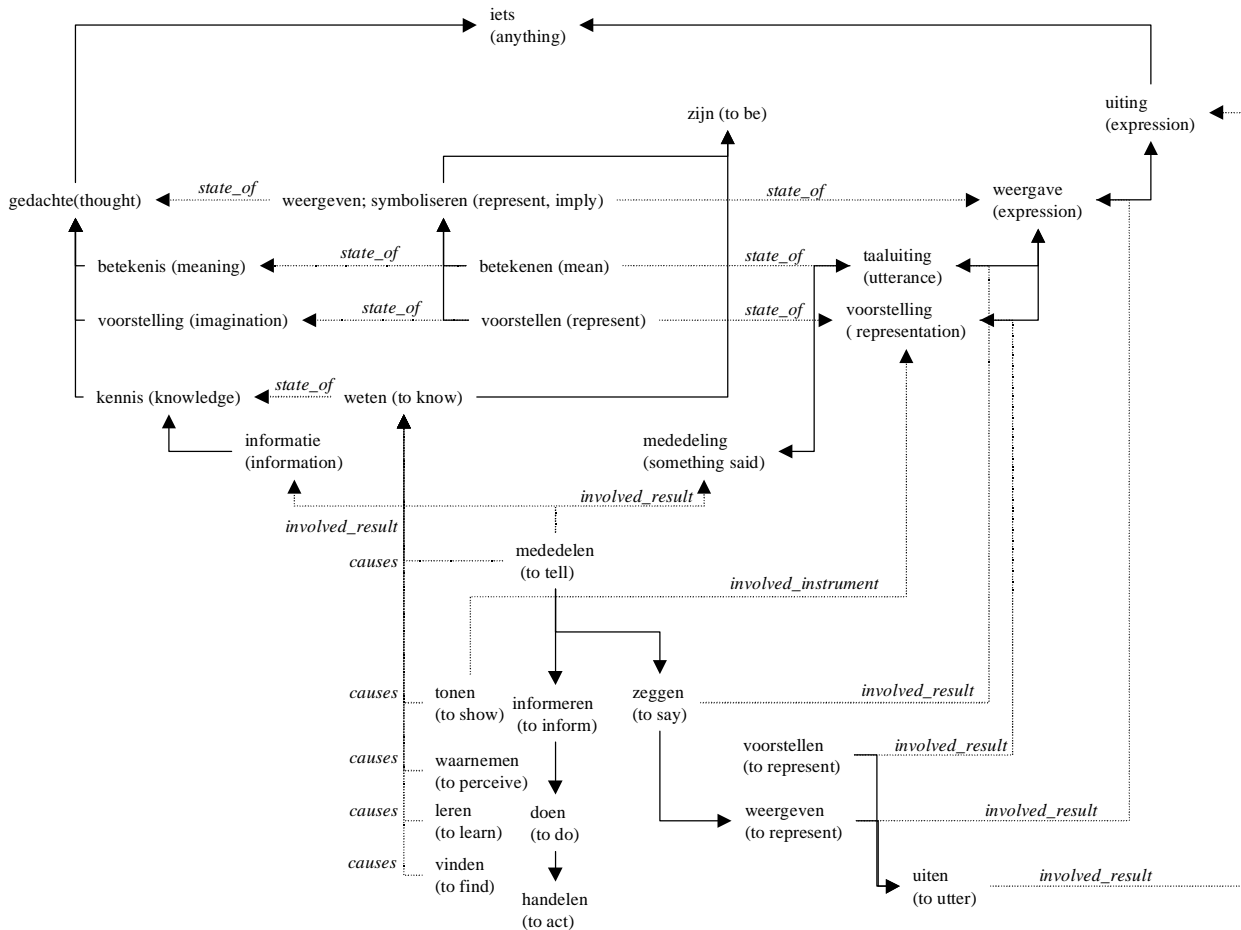 iets
(anything)
uiting
(expression)
zijn (to be)
gedachte(thought)
state_of
weergeven; symboliseren (represent, imply)
state_of
weergave
(expression)
betekenis (meaning)
state_of
betekenen (mean)
state_of
taaluiting
(utterance)
voorstelling (imagination)
state_of
voorstellen (represent)
state_of
voorstelling
( representation)
kennis (knowledge)
state_of
weten (to know)
informatie
(information)
mededeling
(something said)
involved_result
involved_result
causes
mededelen
(to tell)
involved_instrument
causes
tonen
(to show)
informeren
(to inform)
zeggen
(to say)
involved_result
causes
waarnemen
(to perceive)
voorstellen
(to represent)
involved_result
causes
leren
(to learn)
doen
(to do)
weergeven
(to represent)
involved_result
causes
vinden
(to find)
handelen
(to act)
uiten
(to utter)
involved_result